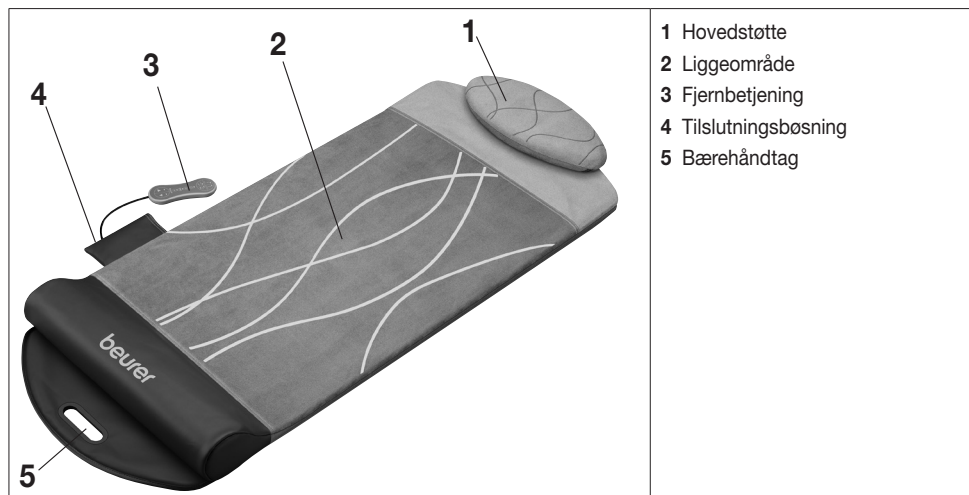 1
2
3
4
5
beurer
1 Hovedstøtte
2 Liggeområde
3 Fjernbetjening
4 Tilslutningsbøsning
5 Bærehåndtag